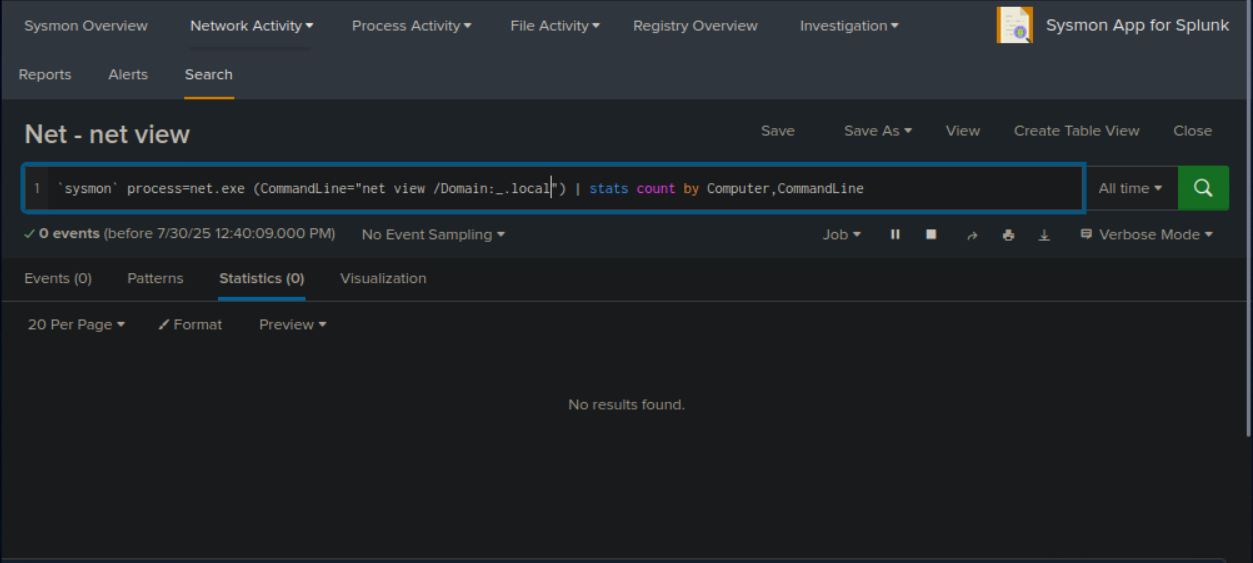 Sysmon Overview Network Activity Process Activity File Activity Registry Overview Investigation Sysmon App for Splunk
Reports Alerts Search
Net - net view Save Save As View Create Table View Close
1 `sysmon` process=net.exe (CommandLine="net view /Domain:_.local") | stats count by Computer,CommandLine All time
0 events (before 7/30/25 12:40:09.000 PM) No Event Sampling Job Verbose Mode
Events (0) Patterns Statistics (0) Visualization
20 Per Page Format Preview
No results found.